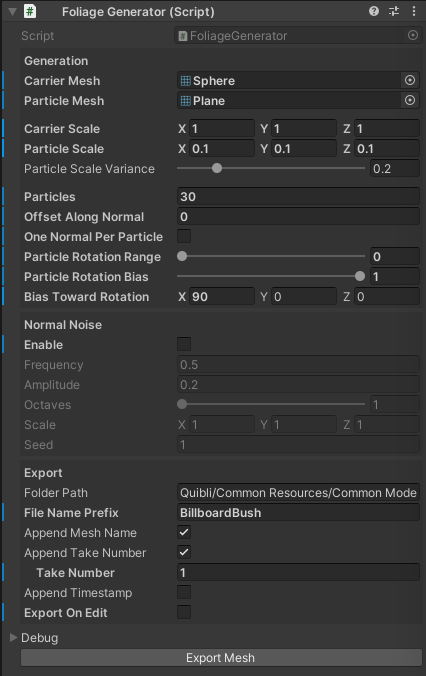 Foliage Generator (Script)
Script FoliageGenerator
Generation
Carrier Mesh Sphere
Particle Mesh Plane
Carrier Scale X 1 Y 1 Z 1
Particle Scale X 0.1 Y 0.1 Z 0.1
Particle Scale Variance 0.2
Particles 30
Offset Along Normal 0
One Normal Per Particle
Particle Rotation Range 0
Particle Rotation Bias 1
Bias Toward Rotation X 90 Y 0 Z 0
Normal Noise
Enable
Frequency 0.5
Amplitude 0.2
Octaves 1
Scale X 1 Y 1 Z 1
Seed 1
Export
Folder Path Quibli/Common Resources/Common Mode
File Name Prefix BillboardBush
Append Mesh Name
Append Take Number
Take Number 1
Append Timestamp
Export On Edit
Debug
Export Mesh